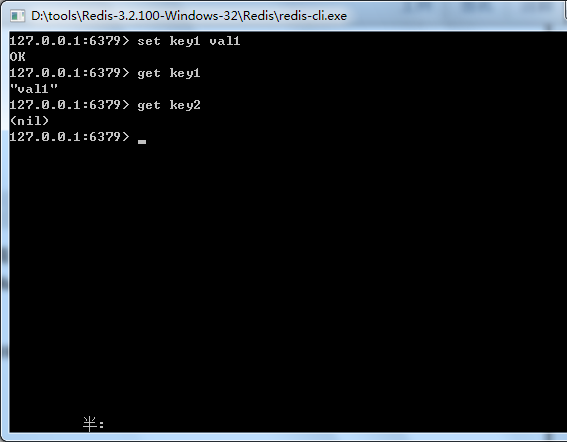 D:\tools\Redis-3.2.100-Windows-32\Redis\redis-cli.exe
127.0.0.1:6379> set key1 val1
OK
127.0.0.1:6379> get key1
"val1"
127.0.0.1:6379> get key2
(nil)
127.0.0.1:6379>
半: